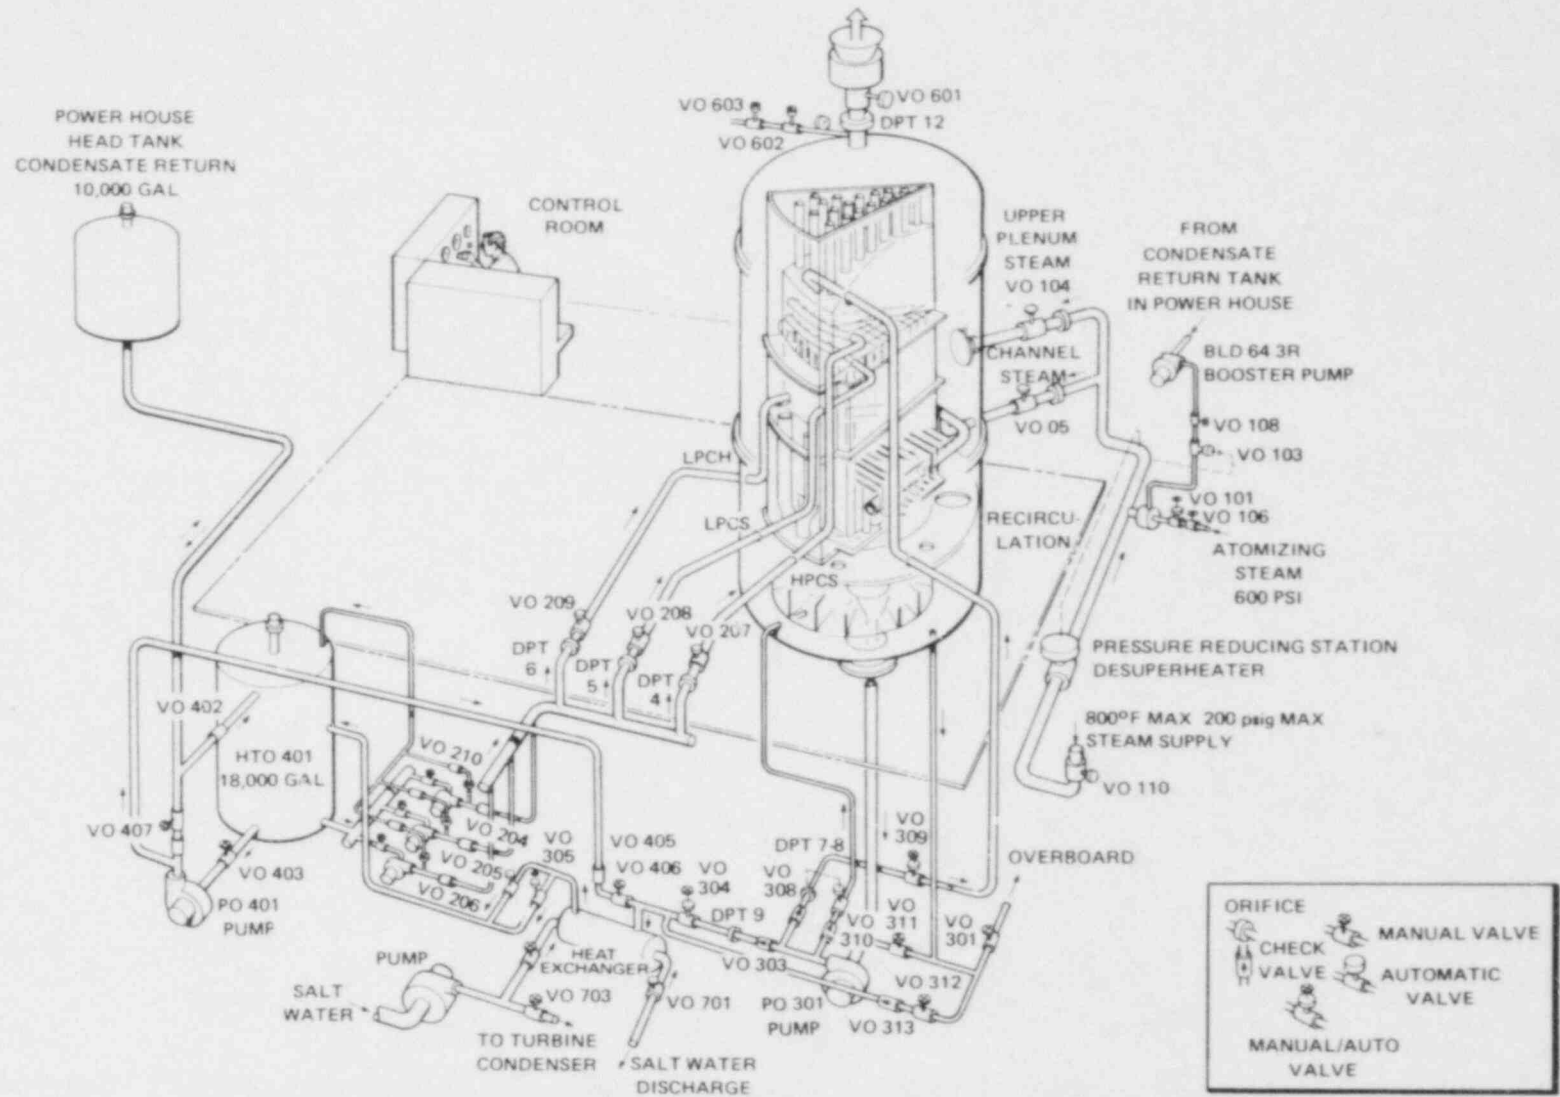 VO 601
VO 603
DPT 12
VO 602
POWER HOUSE
HEAD TANK
CONDENSATE RETURN
10,000 GAL
CONTROL
ROOM
UPPER
PLENUM
STEAM
VO 104
FROM
CONDENSATE
RETURN TANK
IN POWER HOUSE
CHANNEL
STEAM
BLD 64 3R
BOOSTER PUMP
VO 05
VO 108
VO 103
LPCH
VO 101
VO 106
LPCS
RECIRCU-
LATION
ATOMIZING
STEAM
600 PSI
HPCS
VO 209
VO 208
VO 207
DPT
6
DPT
5
DPT
4
PRESSURE REDUCING STATION
DESUPERHEATER
VO 402
800°F MAX 200 psig MAX
STEAM SUPPLY
HTO 401
18,000 GAL
VO 210
VO 110
VO 407
VO 204
VO
305
VO 405
VO
309
DPT 7-8
OVERBOARD
VO 403
VO 205
VO 406
VO
304
VO
308
VO 206
DPT 9
VO
311
VO
310
VO
301
PO 401
PUMP
HEAT
EXCHANGER
VO 303
VO 312
PUMP
SALT
WATER
VO 703
VO 701
PO 301
PUMP
VO 313
TO TURBINE
CONDENSER
SALT WATER
DISCHARGE
ORIFICE
CHECK
VALVE
MANUAL VALVE
AUTOMATIC
VALVE
MANUAL/AUTO
VALVE